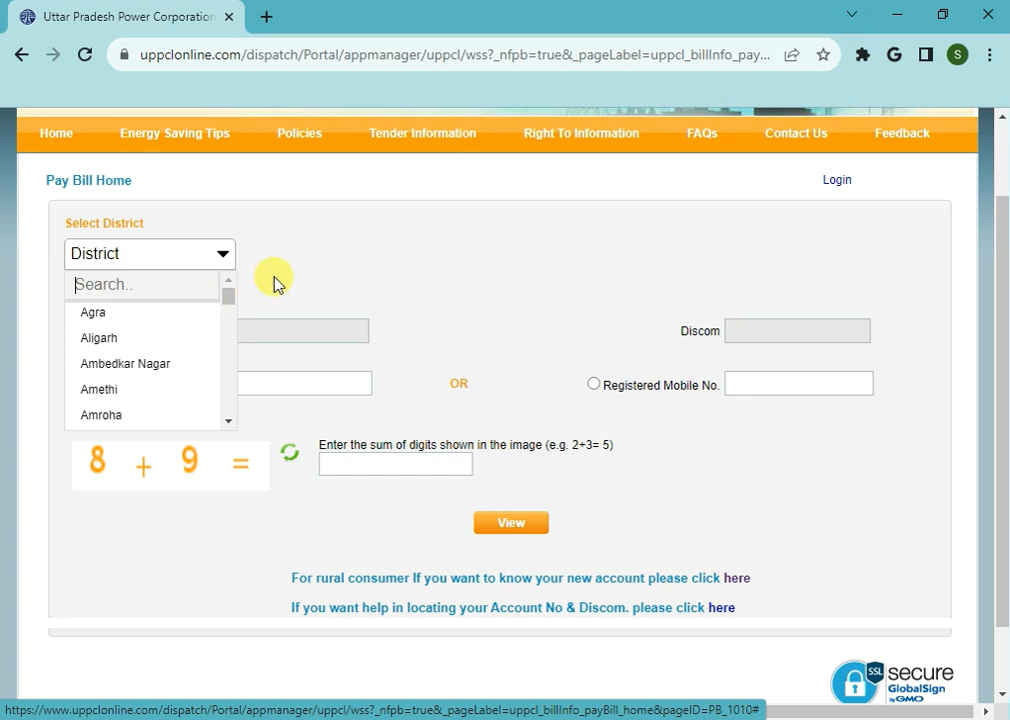 Uttar Pradesh Power Corporation
uppclonline.com/dispatch/Portal/appmanager/uppcl/wss?_nfpb=true&_pageLabel=uppcl_billInfo_pay...
G
S
Home Energy Saving Tips Policies Tender Information Right To Information FAQs Contact Us Feedback
Pay Bill Home Login
Select District
District
Search..
Agra
Aligarh
Ambedkar Nagar
Amethi
Amroha
Discom
OR
Registered Mobile No.
8 + 9 =
Enter the sum of digits shown in the image (e.g. 2+3= 5)
View
For rural consumer If you want to know your new account please click here
If you want help in locating your Account No & Discom. please click here
SSL secure
GlobalSign
by GMO
https://www.uppclonline.com/dispatch/Portal/appmanager/uppcl/wss?_nfpb=true&_pageLabel=uppcl_billInfo_payBill_home&pageID=PB_1010#